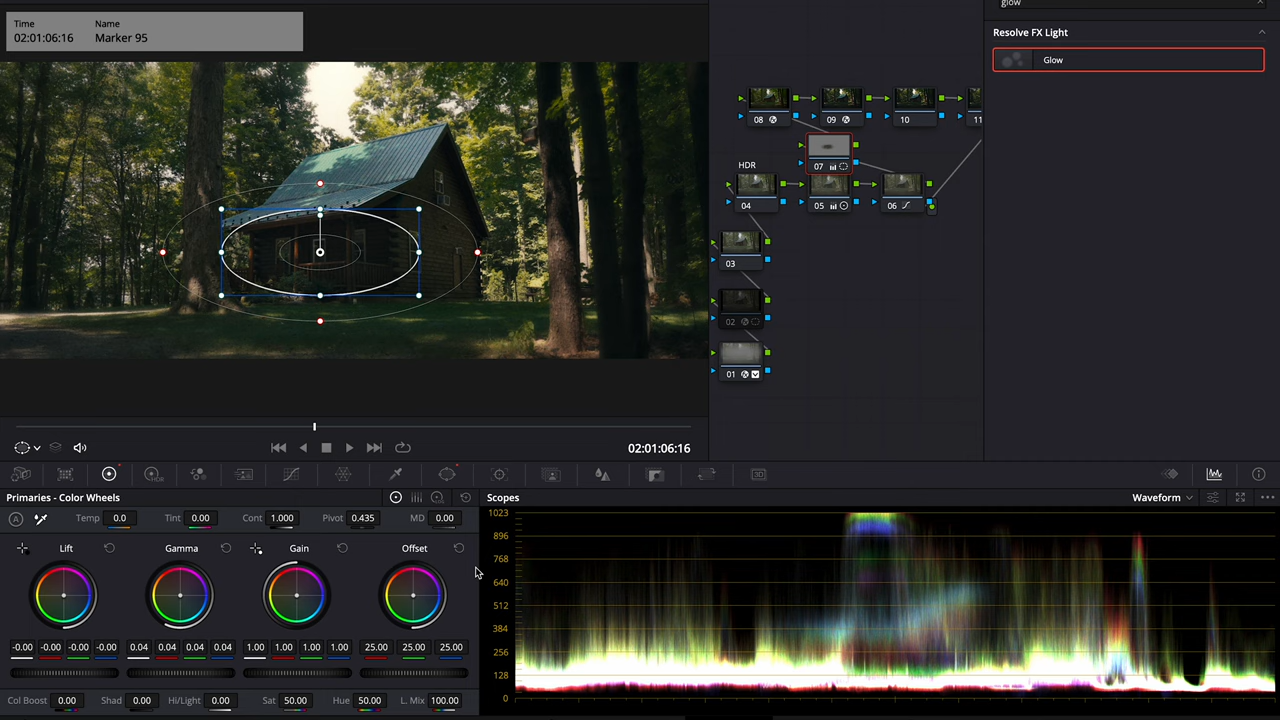 Time Name
02:01:06:16 Marker 95
glow
Resolve FX Light
Glow
08 09 10 11
07
HDR
04 05 06
03
02
01
02:01:06:16
Primaries - Color Wheels
Temp 0.0 Tint 0.00 Cont 1.000 Pivot 0.435 MD 0.00
Lift Gamma Gain Offset
-0.00 -0.00 -0.00 -0.00 0.04 0.04 0.04 0.04 1.00 1.00 1.00 1.00 25.00 25.00 25.00
Col Boost 0.00 Shad 0.00 Hi/Light 0.00 Sat 50.00 Hue 50.00 L. Mix 100.00
Scopes Waveform
1023
896
768
640
512
384
256
128
0
HDR
3D
A